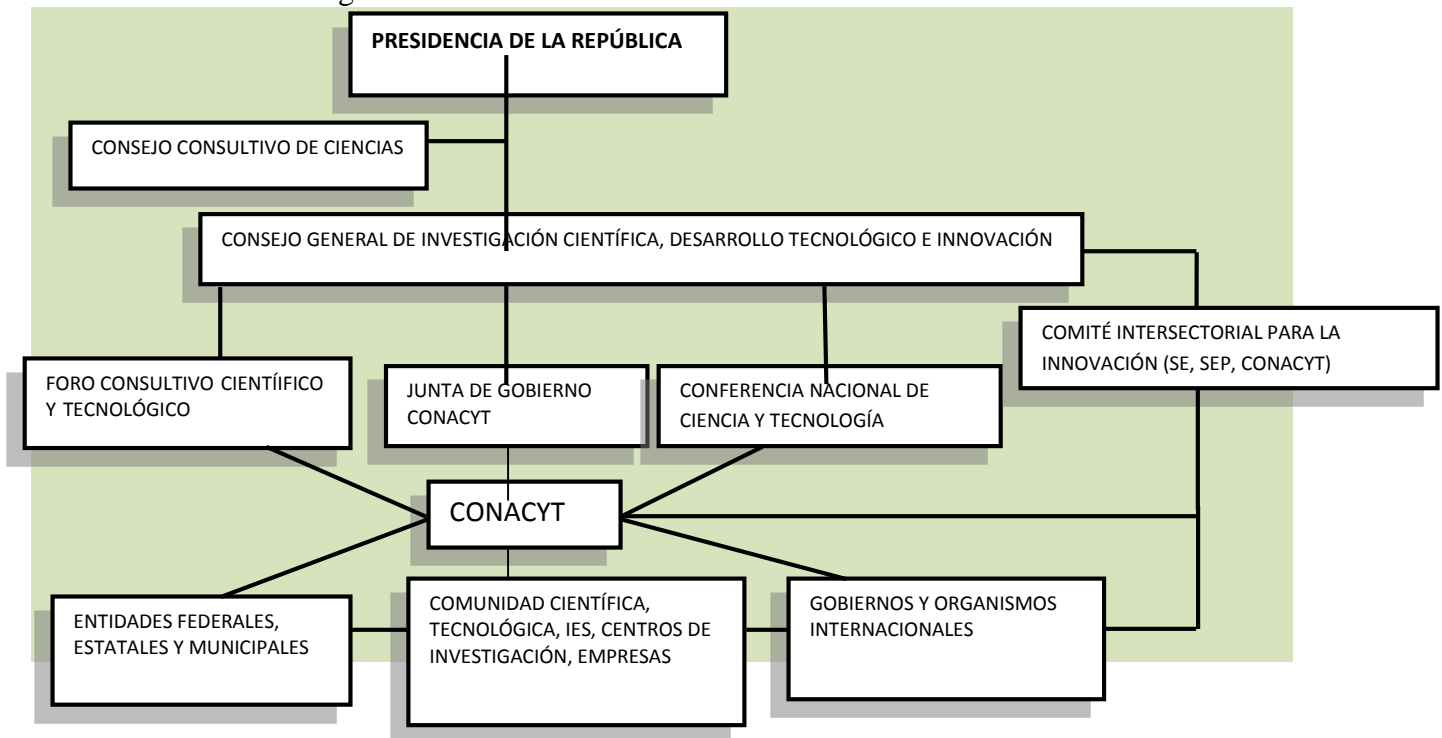 PRESIDENCIA DE LA REPÚBLICA
CONSEJO CONSULTIVO DE CIENCIAS
CONSEJO GENERAL DE INVESTIGACIÓN CIENTÍFICA, DESARROLLO TECNOLÓGICO E INNOVACIÓN
COMITÉ INTERSECTORIAL PARA LA
INNOVACIÓN (SE, SEP, CONACYT)
FORO CONSULTIVO CIENTÍIFICO
Y TECNOLÓGICO
JUNTA DE GOBIERNO
CONACYT
CONFERENCIA NACIONAL DE
CIENCIA Y TECNOLOGÍA
CONACYT
ENTIDADES FEDERALES,
ESTATALES Y MUNICIPALES
COMUNIDAD CIENTÍFICA,
TECNOLÓGICA, IES, CENTROS DE
INVESTIGACIÓN, EMPRESAS
GOBIERNOS Y ORGANISMOS
INTERNACIONALES